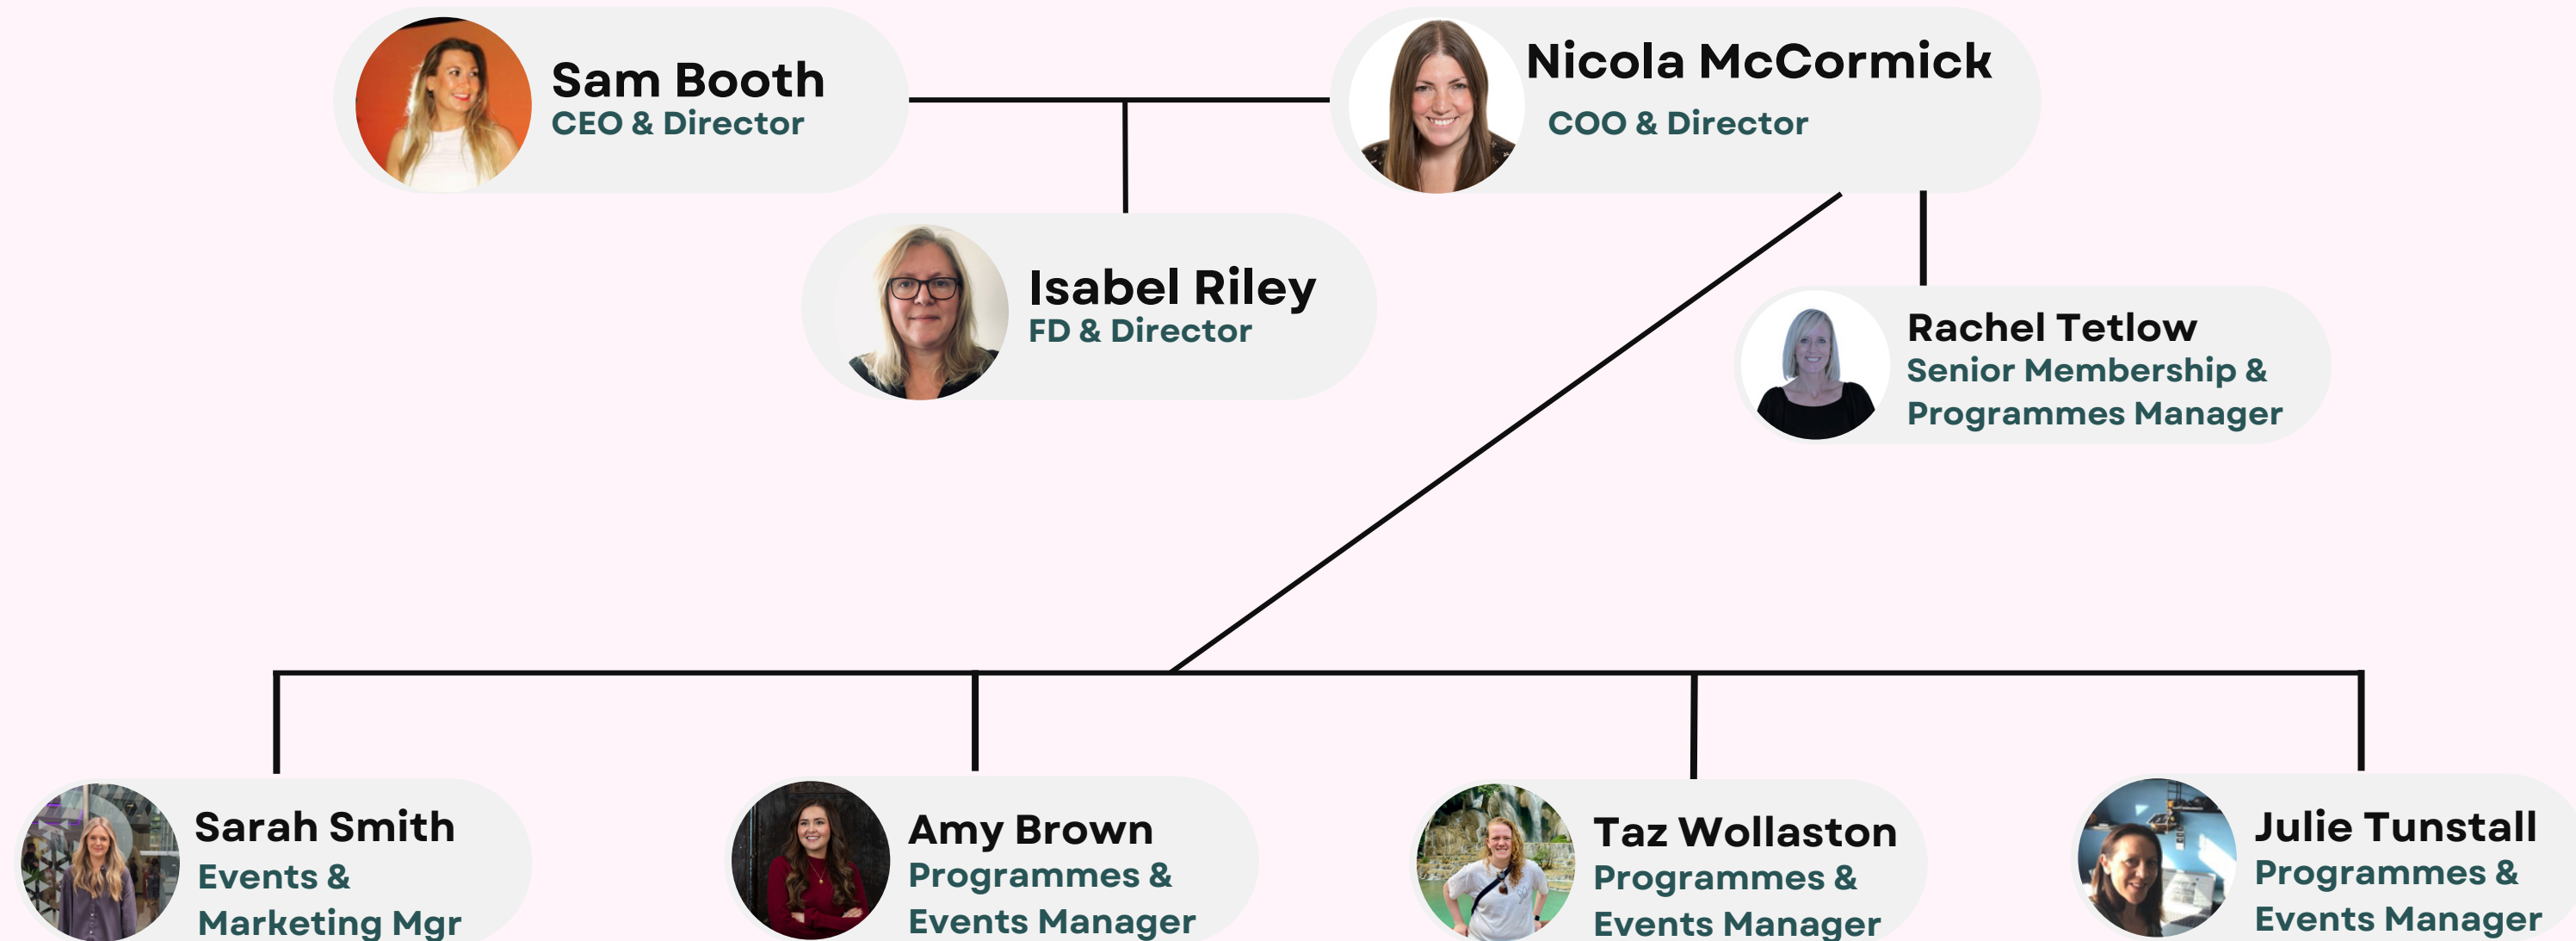 Sam Booth
CEO & Director
Nicola McCormick
COO & Director
Isabel Riley
FD & Director
Rachel Tetlow
Senior Membership &
Programmes Manager
Sarah Smith
Events &
Marketing Mgr
Amy Brown
Programmes &
Events Manager
Taz Wollaston
Programmes &
Events Manager
Julie Tunstall
Programmes &
Events Manager